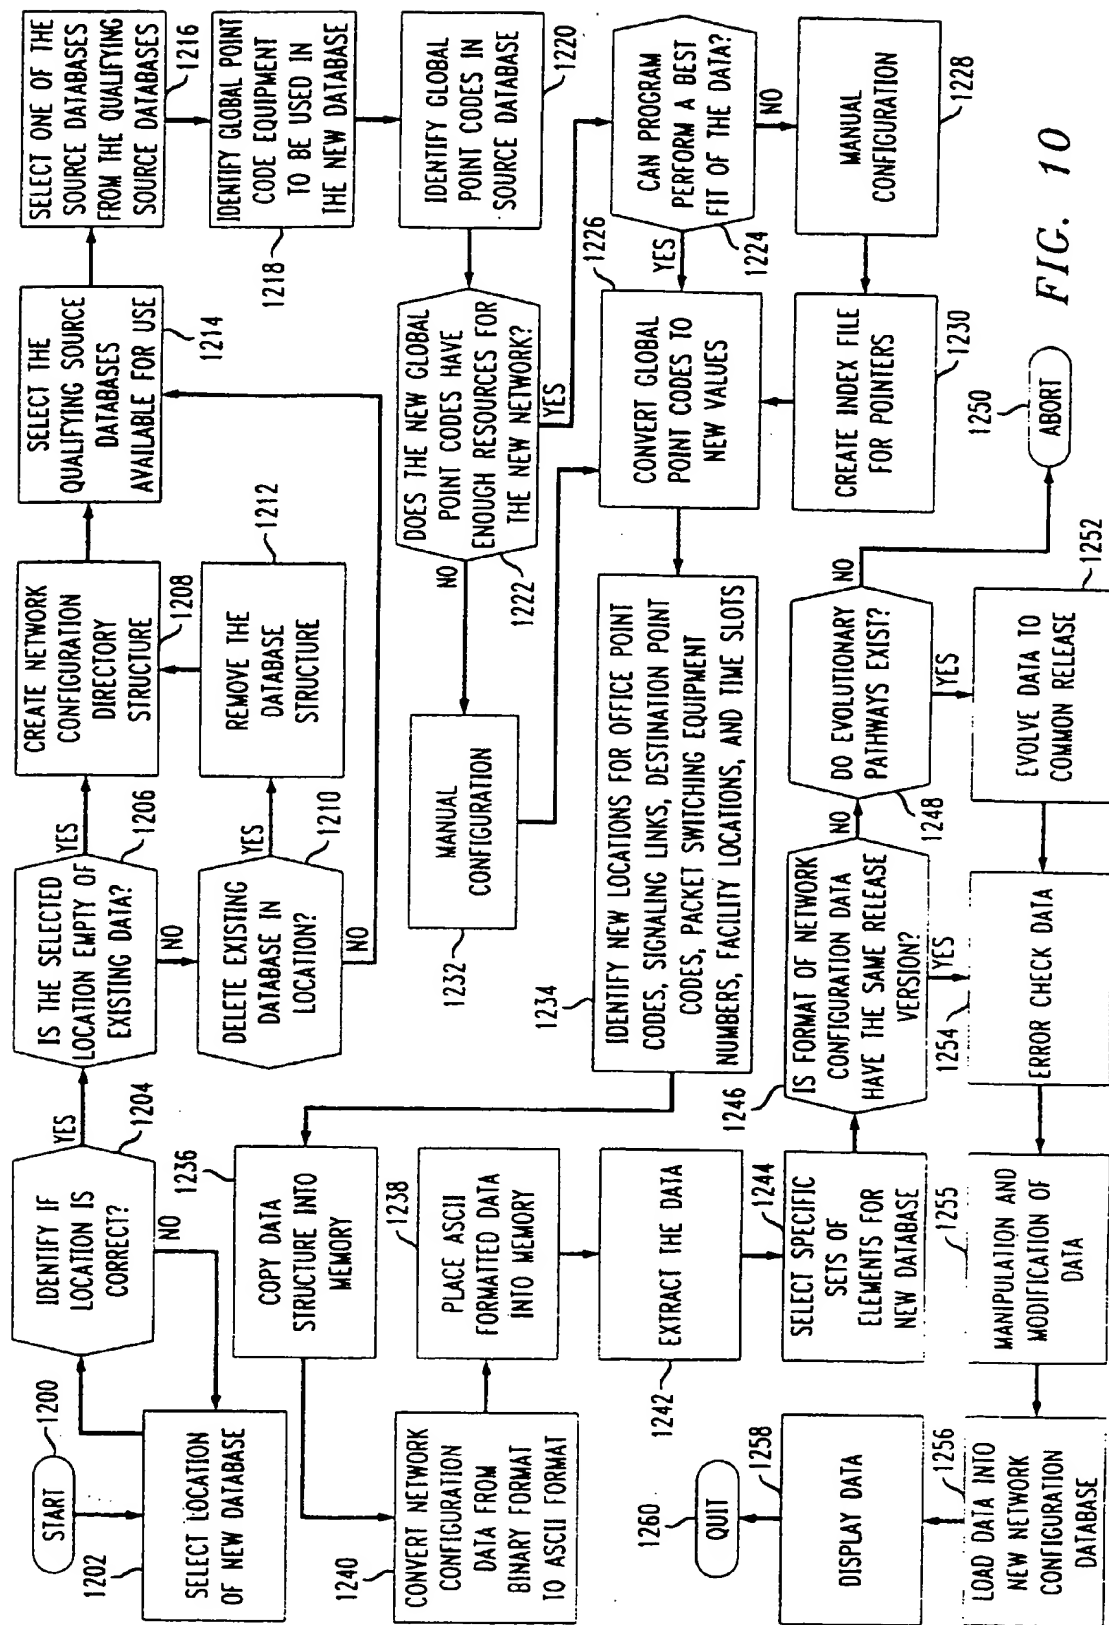 START
1200
SELECT LOCATION
OF NEW DATABASE
1202
IDENTIFY IF
LOCATION IS
CORRECT?
1204
YES
NO
IS THE SELECTED
LOCATION EMPTY OF
EXISTING DATA?
1206
YES
NO
CREATE NETWORK
CONFIGURATION
DIRECTORY
STRUCTURE
1208
DELETE EXISTING
DATABASE IN
LOCATION?
1210
YES
NO
REMOVE THE
DATABASE
STRUCTURE
1212
SELECT THE
QUALIFYING SOURCE
DATABASES
AVAILABLE FOR USE
1214
SELECT ONE OF THE
SOURCE DATABASES
FROM THE QUALIFYING
SOURCE DATABASES
1216
IDENTIFY GLOBAL POINT
CODE EQUIPMENT
TO BE USED IN
THE NEW DATABASE
1218
IDENTIFY GLOBAL
POINT CODES IN
SOURCE DATABASE
1220
DOES THE NEW GLOBAL
POINT CODES HAVE
ENOUGH RESOURCES FOR
THE NEW NETWORK?
1222
NO
YES
MANUAL
CONFIGURATION
1232
CAN PROGRAM
PERFORM A BEST
FIT OF THE DATA?
1224
YES
NO
CONVERT GLOBAL
POINT CODES TO
NEW VALUES
1226
MANUAL
CONFIGURATION
1228
CREATE INDEX FILE
FOR POINTERS
1230
IDENTIFY NEW LOCATIONS FOR OFFICE POINT
CODES, SIGNALING LINKS, DESTINATION POINT
CODES, PACKET SWITCHING EQUIPMENT
NUMBERS, FACILITY LOCATIONS, AND TIME SLOTS
1234
COPY DATA
STRUCTURE INTO
MEMORY
1236
CONVERT NETWORK
CONFIGURATION
DATA FROM
BINARY FORMAT
TO ASCII FORMAT
1240
PLACE ASCII
FORMATTED DATA
INTO MEMORY
1238
EXTRACT THE DATA
1242
SELECT SPECIFIC
SETS OF
ELEMENTS FOR
NEW DATABASE
1244
IS FORMAT OF NETWORK
CONFIGURATION DATA
HAVE THE SAME RELEASE
VERSION?
1246
NO
YES
DO EVOLUTIONARY
PATHWAYS EXIST?
1248
NO
YES
ABORT
1250
EVOLVE DATA TO
COMMON RELEASE
1252
ERROR CHECK DATA
1254
MANIPULATION AND
MODIFICATION OF
DATA
1255
LOAD DATA INTO
NEW NETWORK
CONFIGURATION
DATABASE
1256
DISPLAY DATA
1258
QUIT
1260
FIG. 10